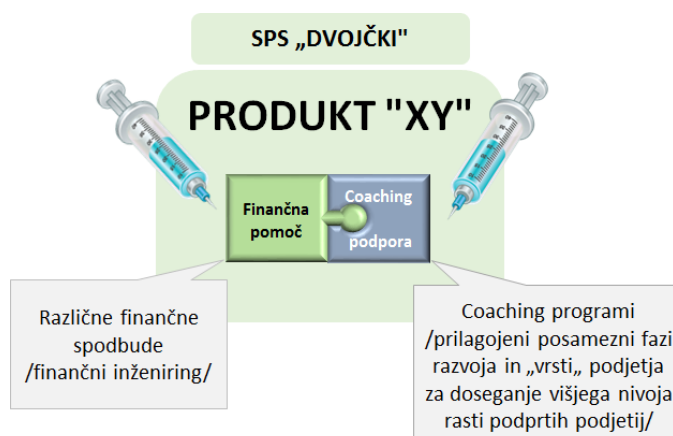 SPS „DVOJČKI"
PRODUKT "XY"
Finančna
pomoč
Coaching
podpora
Različne finančne
spodbude
/finančni inženiring/
Coaching programi
/prilagojeni posamezni fazi
razvoja in „vrsti„ podjetja
za doseganje višjega nivoja
rasti podprtih podjetij/